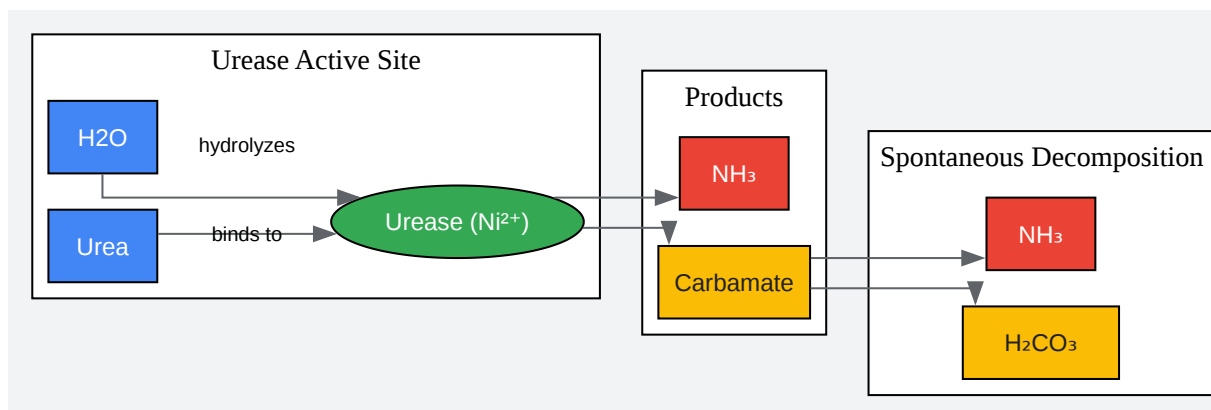 Urease Active Site
H2O
hydrolyzes
Urea
binds to
Urease (Ni²⁺)
Products
NH₃
Carbamate
Spontaneous Decomposition
NH₃
H₂CO₃